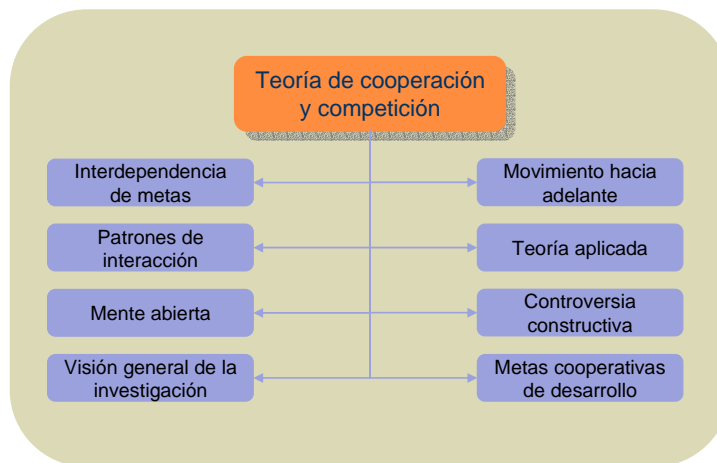 Teoría de cooperación
y competición
Interdependencia
de metas
Movimiento hacia
adelante
Patrones de
interacción
Teoría aplicada
Mente abierta
Controversia
constructiva
Visión general de la
investigación
Metas cooperativas
de desarrollo